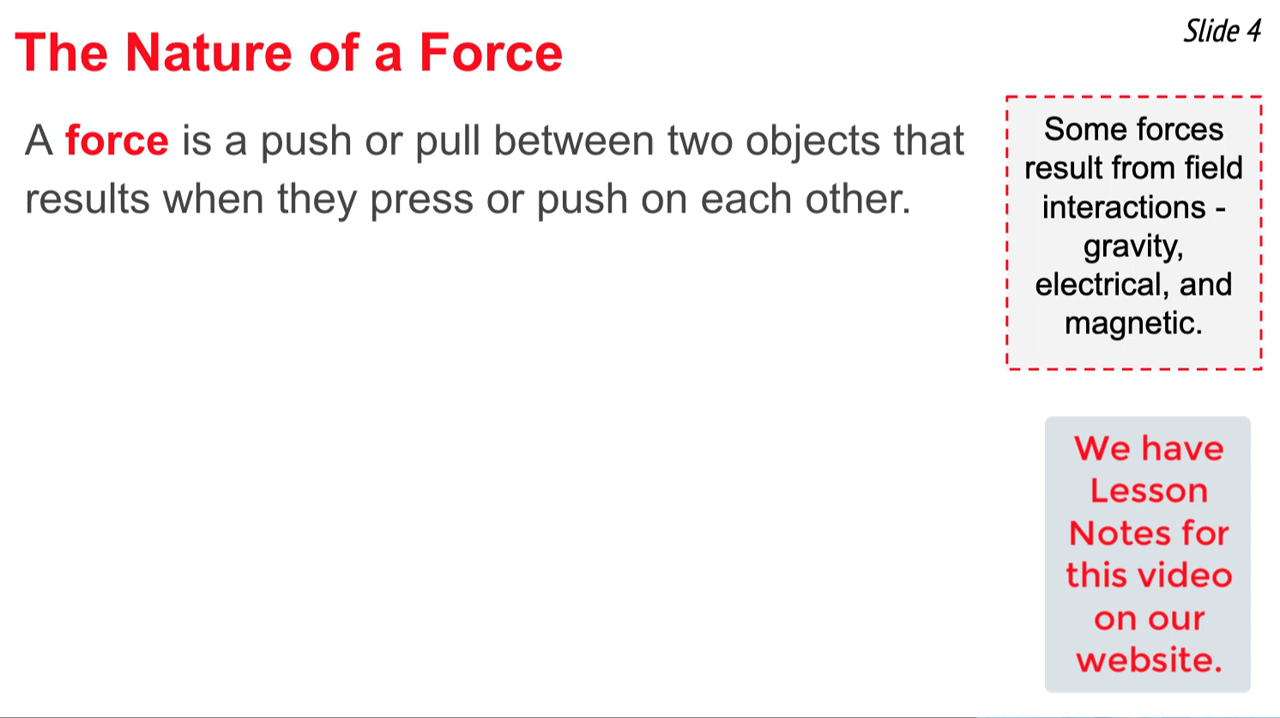 The Nature of a Force
Slide 4
A force is a push or pull between two objects that
results when they press or push on each other.
Some forces
result from field
interactions -
gravity,
electrical, and
magnetic.
We have
Lesson
Notes for
this video
on our
website.